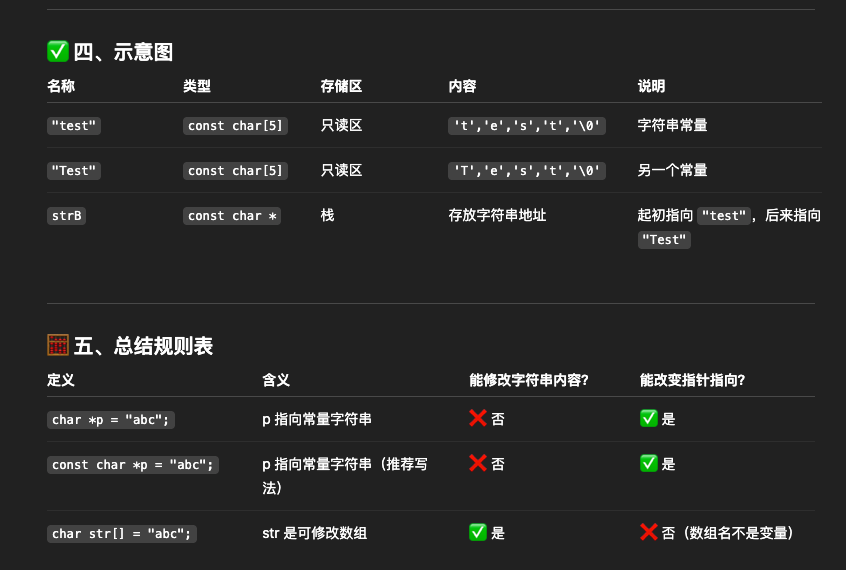 ✅ 四、示意图
名称 类型 存储区 内容 说明
"test" const char[5] 只读区 't','e','s','t','\0' 字符串常量
"Test" const char[5] 只读区 'T','e','s','t','\0' 另一个常量
strB const char * 栈 存放字符串地址 起初指向 "test"，后来指向
"Test"
🧮 五、总结规则表
定义 含义 能修改字符串内容? 能改变指针指向?
char *p = "abc"; p 指向常量字符串 ❌ 否 ✅ 是
const char *p = "abc"; p 指向常量字符串（推荐写 ❌ 否 ✅ 是
法）
char str[] = "abc"; str 是可修改数组 ✅ 是 ❌ 否（数组名不是变量）